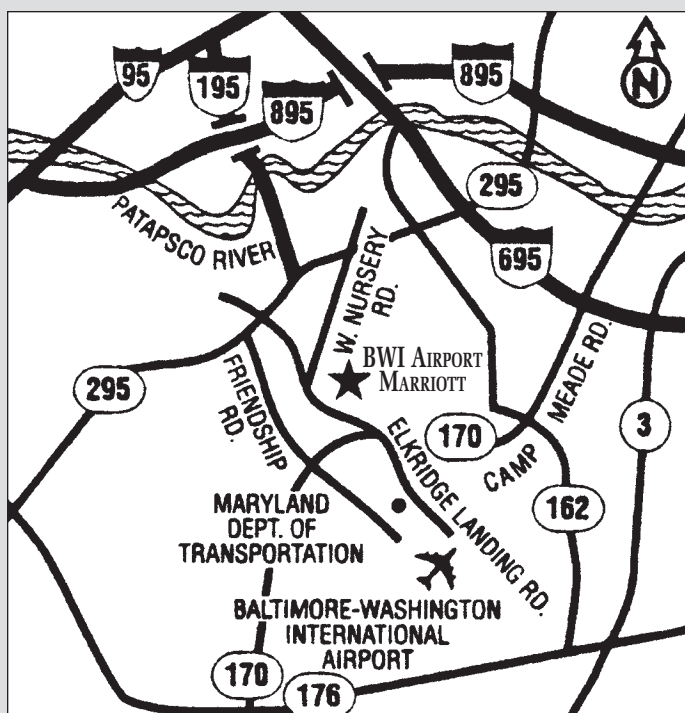 95
195
895
895
N
295
PATAPSCO RIVER
695
W. NURSERY
RD.
BWI AIRPORT
MARRIOTT
295
FRIENDSHIP
RD.
170
CAMP MEADE RD.
3
162
ELKRIDGE LANDING RD.
MARYLAND
DEPT. OF
TRANSPORTATION
BALTIMORE-WASHINGTON
INTERNATIONAL
AIRPORT
170
176